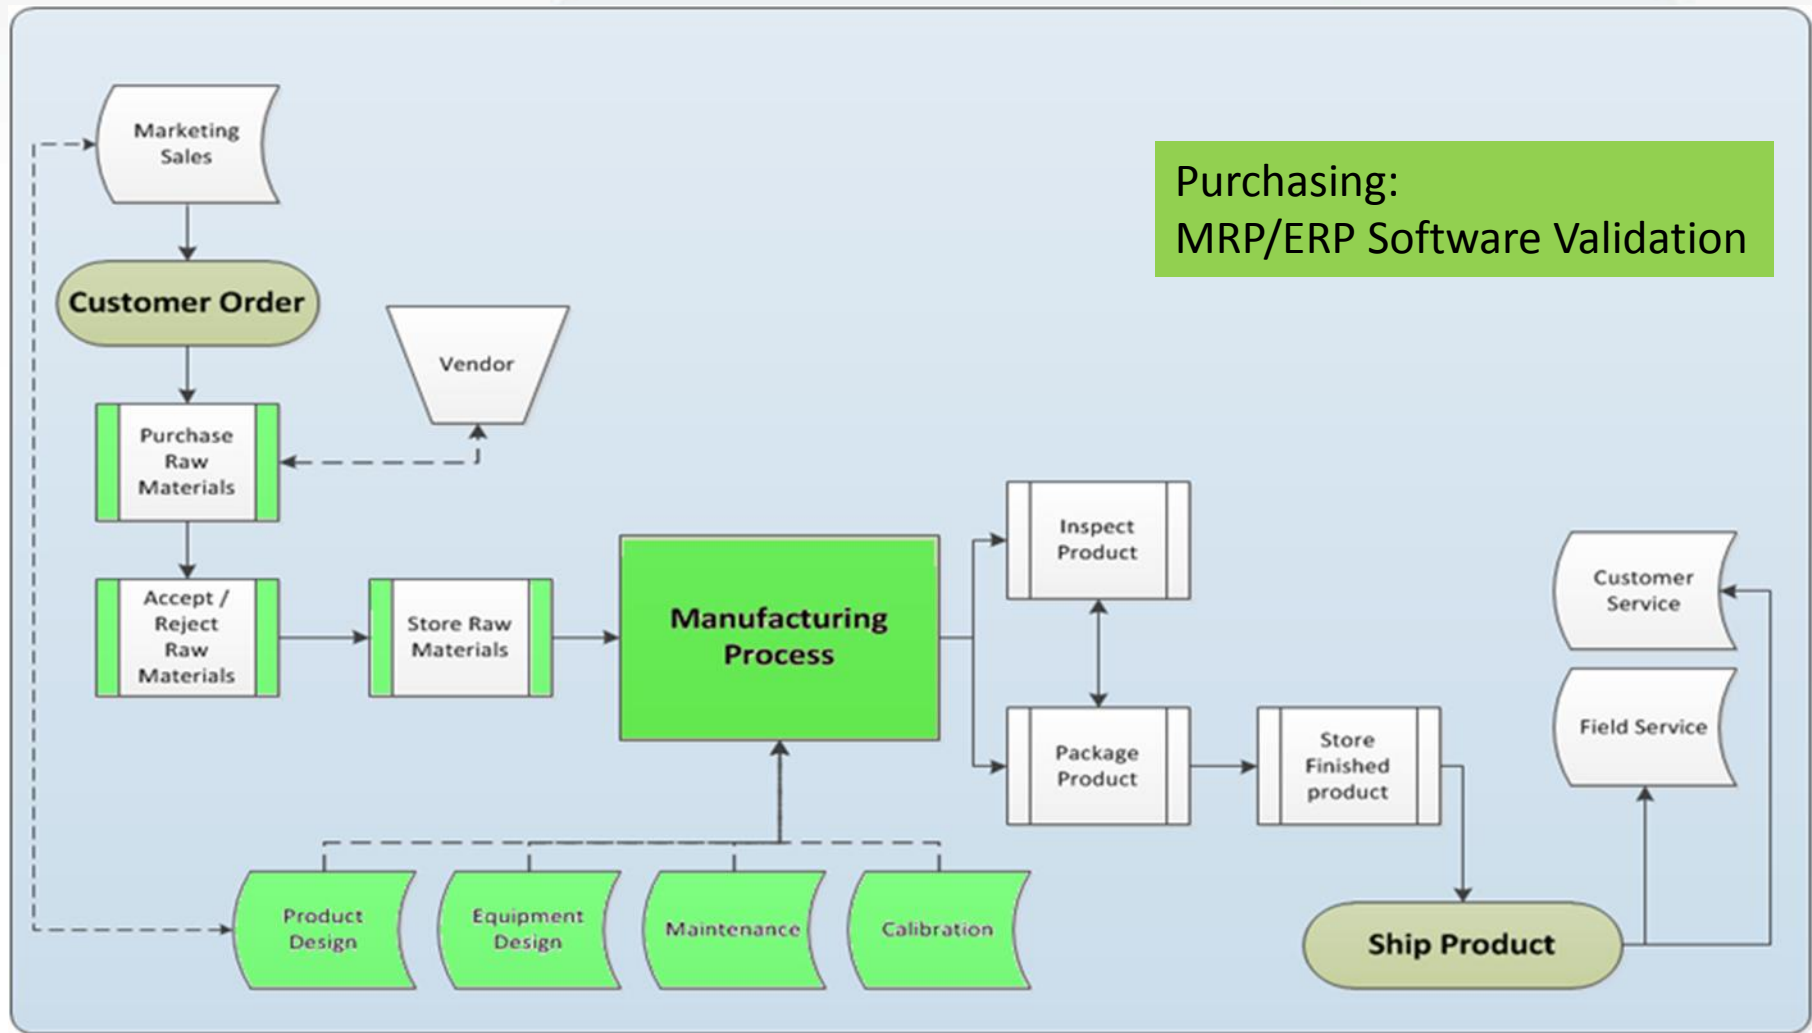 Marketing
Sales
Purchasing:
MRP/ERP Software Validation
Customer Order
Vendor
Purchase
Raw
Materials
Accept /
Reject
Raw
Materials
Store Raw
Materials
Manufacturing
Process
Inspect
Product
Package
Product
Store
Finished
product
Customer
Service
Field Service
Product
Design
Equipment
Design
Maintenance
Calibration
Ship Product